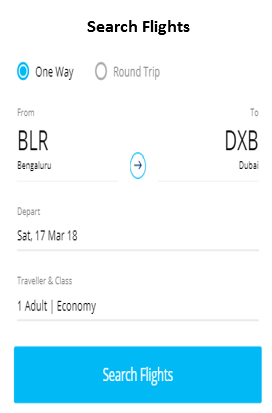 Search Flights
One Way Round Trip
From To
BLR DXB
Bengaluru Dubai
Depart
Sat, 17 Mar 18
Traveller & Class
1 Adult | Economy
Search Flights